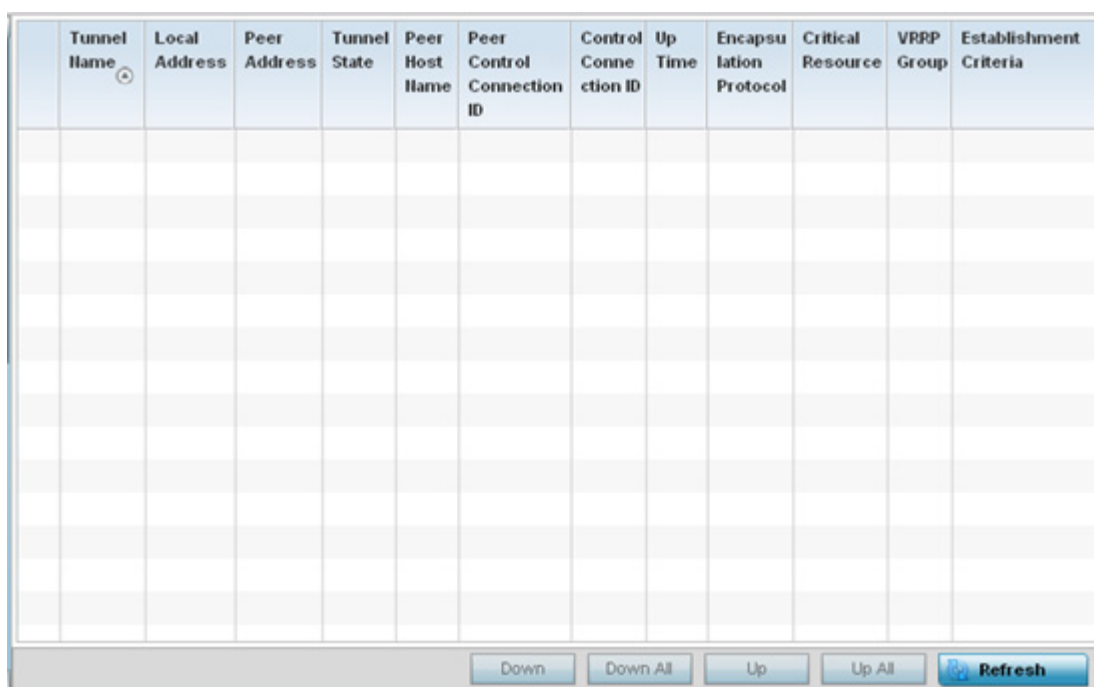 Tunnel Name
Local Address
Peer Address
Tunnel State
Peer Host Name
Peer Control Connection ID
Control Conne ction ID
Up Time
Encapsu lation Protocol
Critical Resource
VRRP Group
Establishment Criteria
Down
Down All
Up
Up All
Refresh